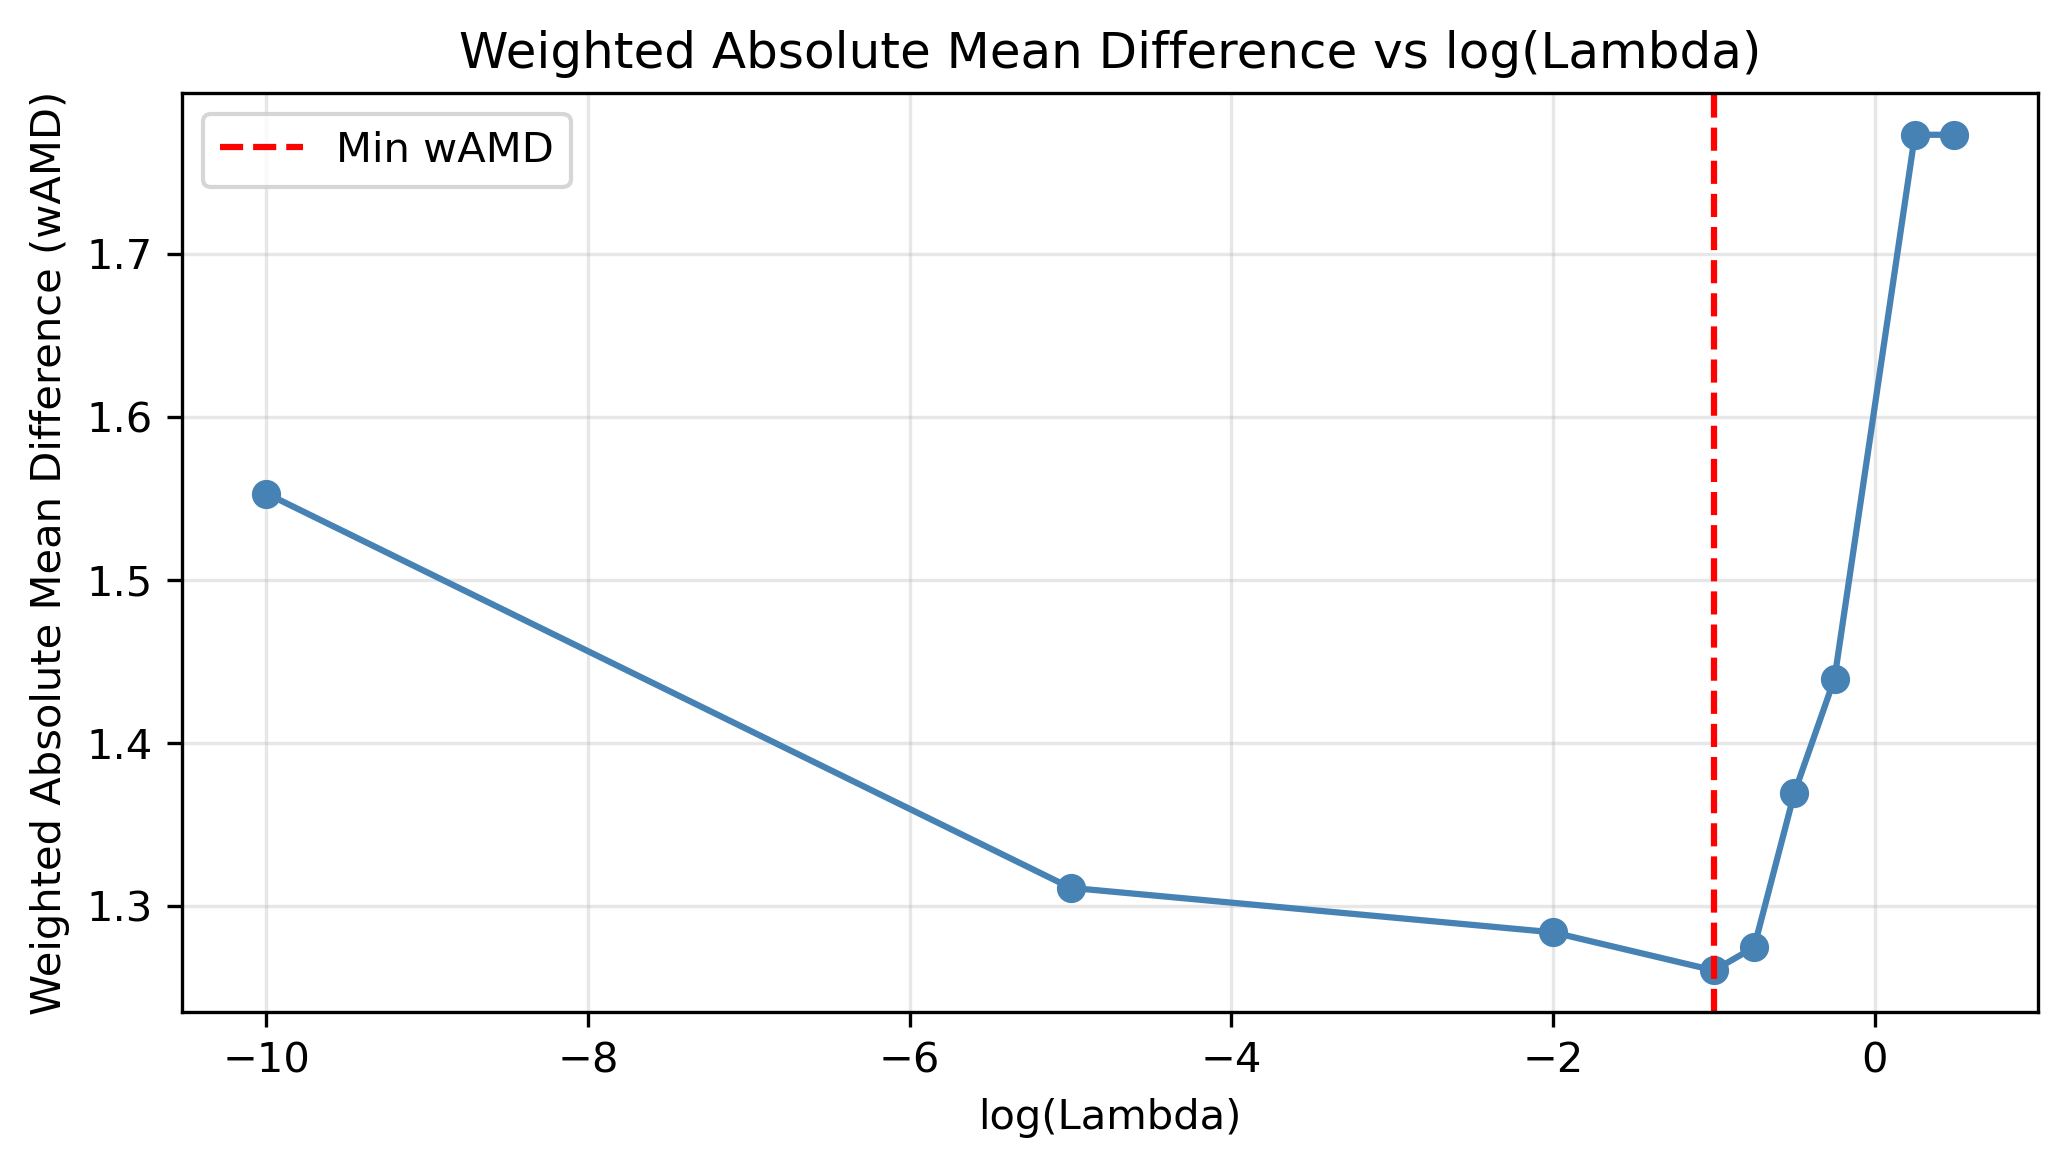 Weighted Absolute Mean Difference vs log(Lambda)
Min wAMD
Weighted Absolute Mean Difference (wAMD)
1.7
1.6
1.5
1.4
1.3
−10 −8 −6 −4 −2 0
log(Lambda)